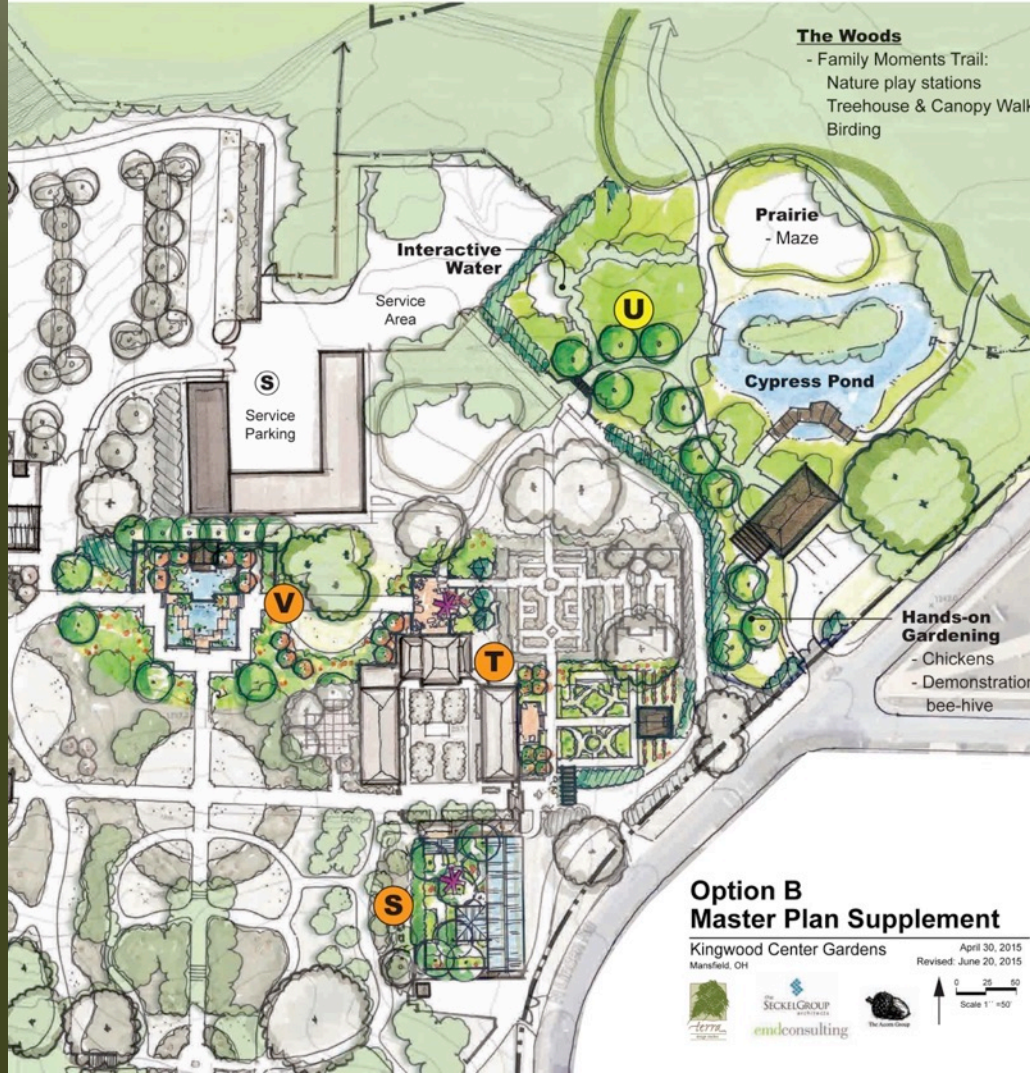 The Woods
- Family Moments Trail:
Nature play stations
Treehouse & Canopy Walk
Birding
Prairie
- Maze
Interactive
Water
Service
Area
U
Cypress Pond
S
Service
Parking
V
T
Hands-on
Gardening
- Chickens
- Demonstration
bee-hive
S
Option B
Master Plan Supplement
Kingwood Center Gardens
Mansfield, OH
April 30, 2015
Revised: June 20, 2015
0 25 50
Scale 1" =50'
terra
the
SECKELGROUP
architects
emdconsulting
The Acorn Group